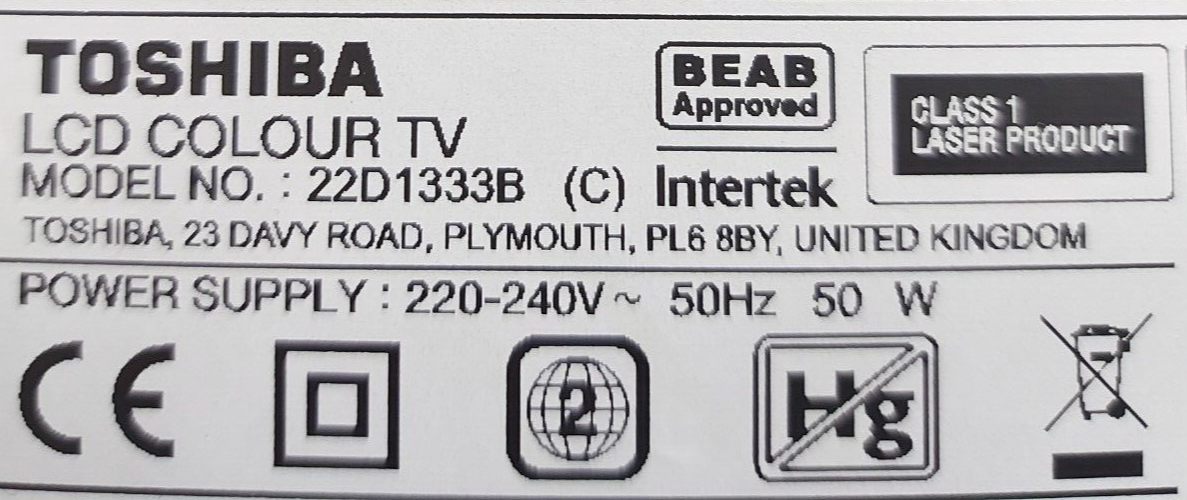 TOSHIBA
BEAB
Approved
CLASS 1
LASER PRODUCT
LCD COLOUR TV
MODEL NO. : 22D1333B (C) Intertek
TOSHIBA, 23 DAVY ROAD, PLYMOUTH, PL6 8BY, UNITED KINGDOM
POWER SUPPLY : 220-240V ~ 50Hz 50 W
CE
2
Hg